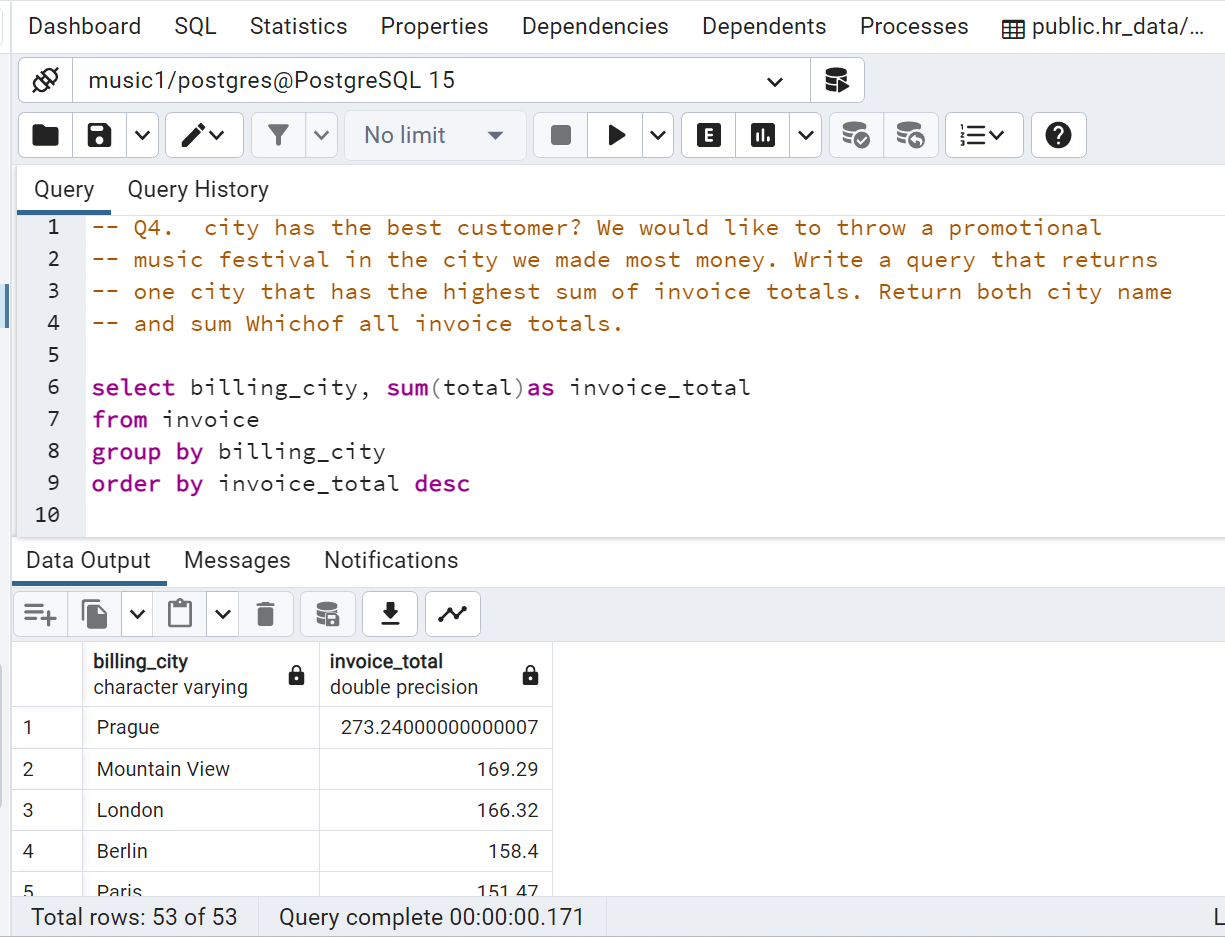 Dashboard SQL Statistics Properties Dependencies Dependents Processes public.hr_data/...
music1/postgres@PostgreSQL 15
No limit E
Query Query History
1 -- Q4.  city has the best customer? We would like to throw a promotional
2 -- music festival in the city we made most money. Write a query that returns
3 -- one city that has the highest sum of invoice totals. Return both city name
4 -- and sum Whichof all invoice totals.
5
6 select billing_city, sum(total)as invoice_total
7 from invoice
8 group by billing_city
9 order by invoice_total desc
10
Data Output Messages Notifications
billing_city invoice_total
character varying double precision
1 Prague 273.24000000000007
2 Mountain View 169.29
3 London 166.32
4 Berlin 158.4
5 Paris 151.47
Total rows: 53 of 53 Query complete 00:00:00.171 L